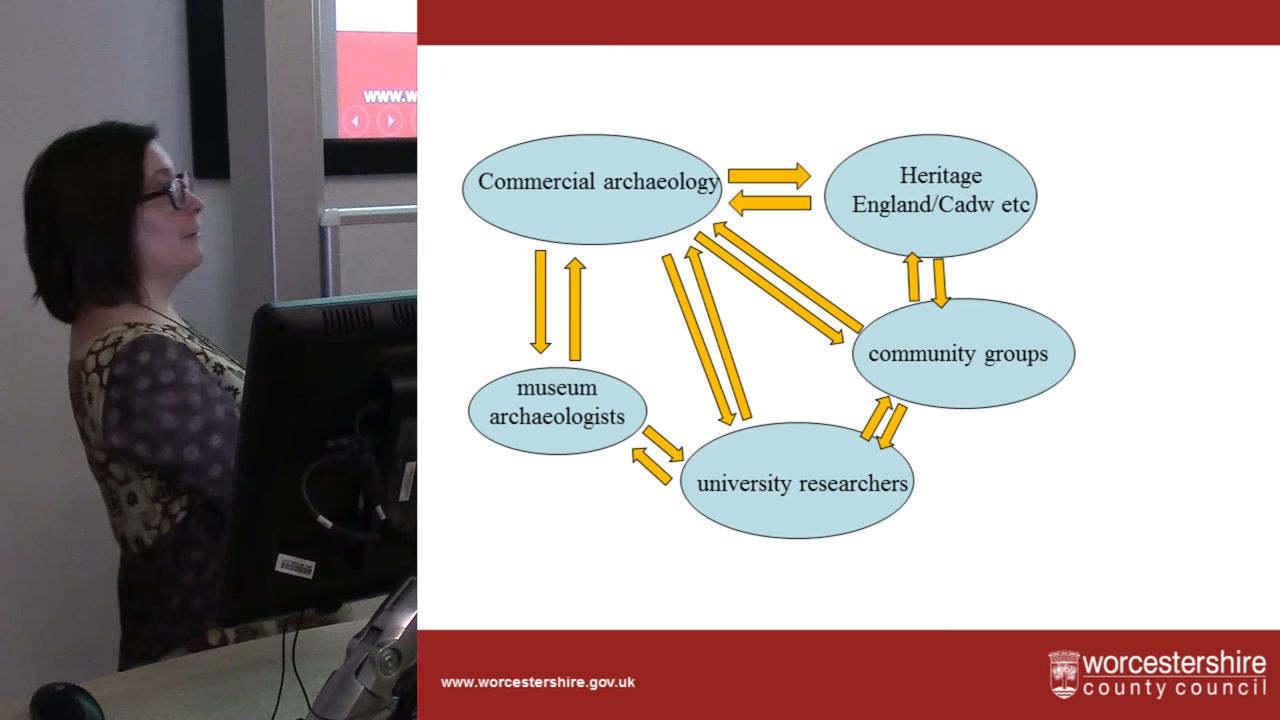 www.w
Commercial archaeology
Heritage
England/Cadw etc
community groups
museum
archaeologists
university researchers
www.worcestershire.gov.uk
worcestershire
county council